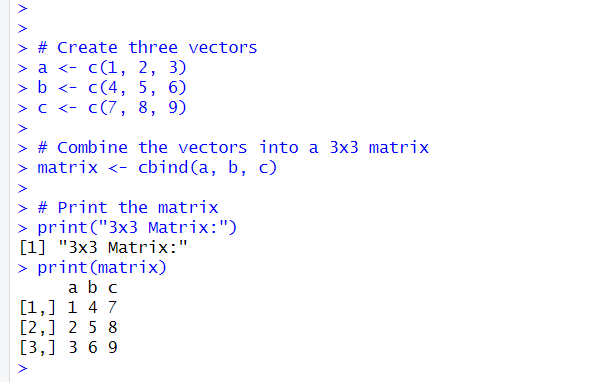 >
>
> # Create three vectors
> a <- c(1, 2, 3)
> b <- c(4, 5, 6)
> c <- c(7, 8, 9)
>
> # Combine the vectors into a 3x3 matrix
> matrix <- cbind(a, b, c)
>
> # Print the matrix
> print("3x3 Matrix:")
[1] "3x3 Matrix:"
> print(matrix)
     a b c
[1,] 1 4 7
[2,] 2 5 8
[3,] 3 6 9
>